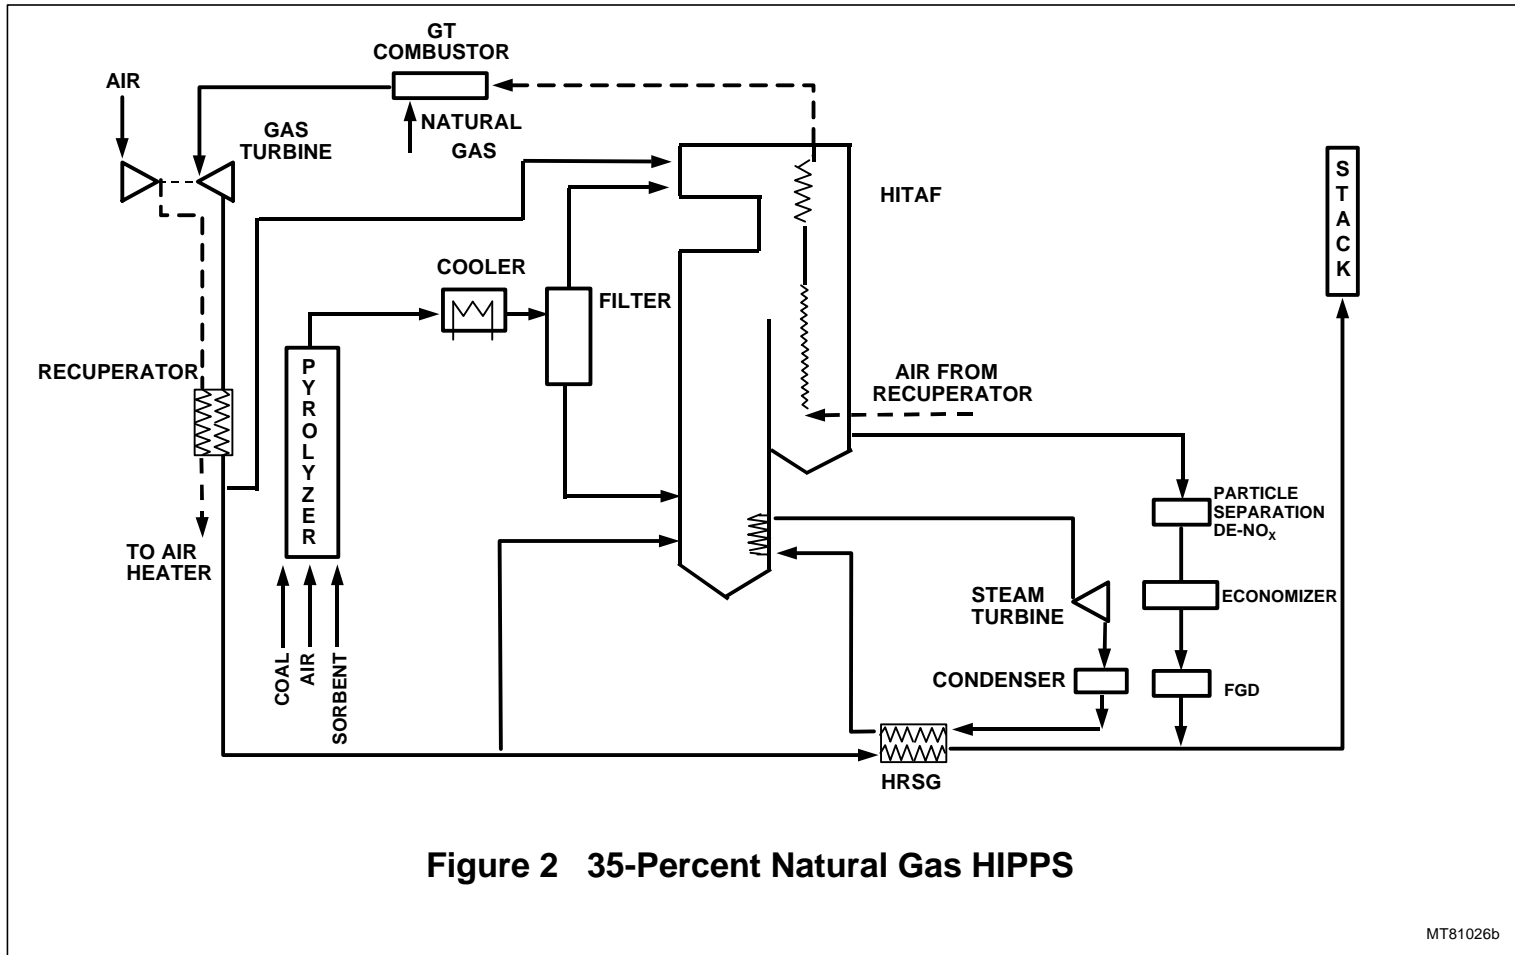 GT
COMBUSTOR
AIR
NATURAL
GAS
GAS
TURBINE
HITAF
STACK
COOLER
FILTER
RECUPERATOR
PYROLYZER
AIR FROM
RECUPERATOR
TO AIR
HEATER
PARTICLE
SEPARATION
DE-NOX
STEAM
TURBINE
ECONOMIZER
COAL
AIR
SORBENT
CONDENSER
FGD
HRSG
Figure 2 35-Percent Natural Gas HIPPS
MT81026b